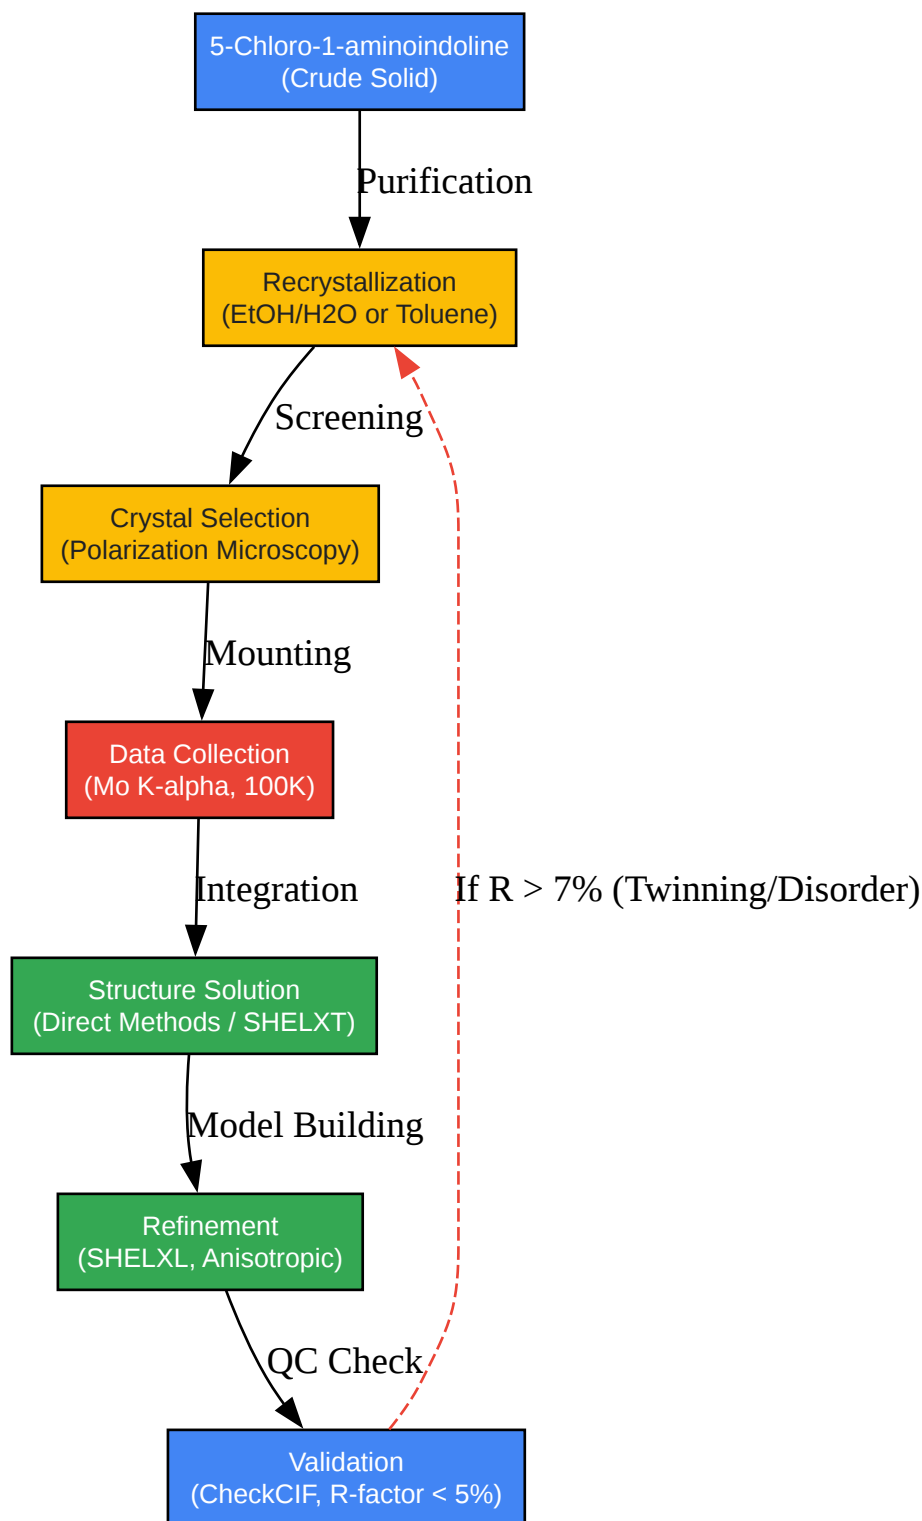 5-Chloro-1-aminoindoline
(Crude Solid)
Purification
Recrystallization
(EtOH/H2O or Toluene)
Screening
Crystal Selection
(Polarization Microscopy)
Mounting
Data Collection
(Mo K-alpha, 100K)
Integration
If R > 7% (Twinning/Disorder)
Structure Solution
(Direct Methods / SHELXT)
Model Building
Refinement
(SHELXL, Anisotropic)
QC Check
Validation
(CheckCIF, R-factor < 5%)